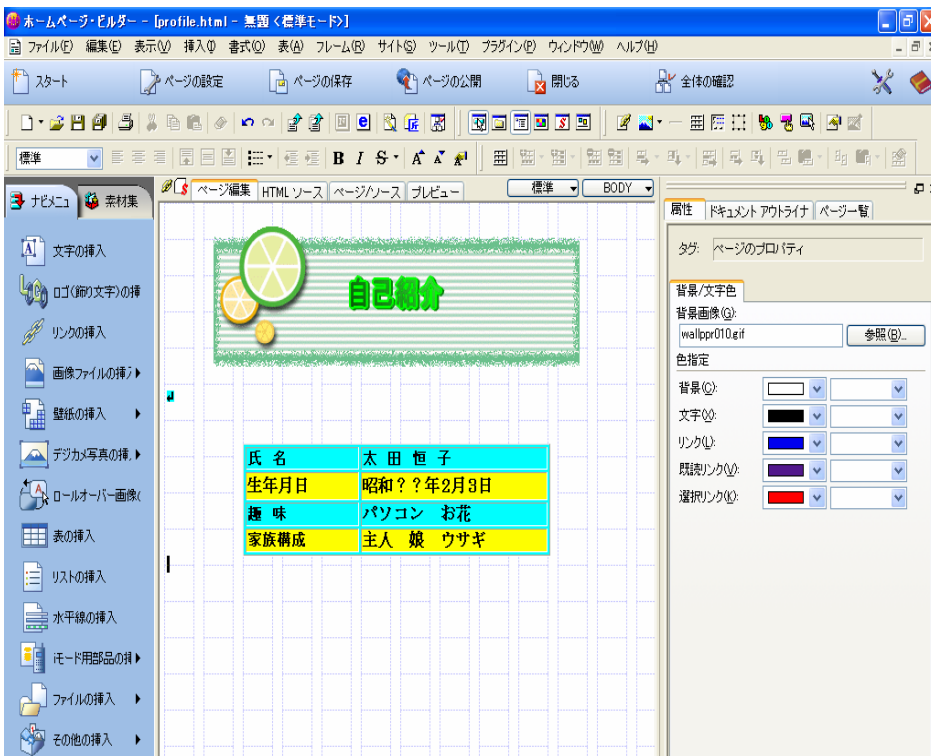 ホームページ・ビルダー - [profile.html - 無題 <標準モード>]
ファイル(F) 編集(E) 表示(V) 挿入(I) 書式(O) 表(A) フレーム(R) サイト(S) ツール(T) プラグイン(P) ウィンドウ(W) ヘルプ(H)
スタート ページの設定 ページの保存 ページの公開 閉じる 全体の確認
標準
B I S A A
ナビメニュ 素材集
ページ編集 HTML ソース ページ/ソース プレビュー 標準 BODY
属性 ドキュメント アウトライナ ページ一覧
文字の挿入
ロゴ(飾り文字)の挿
リンクの挿入
画像ファイルの挿
壁紙の挿入
デジカメ写真の挿
ロールオーバー画像(
表の挿入
リストの挿入
水平線の挿入
iモード用部品の挿
ファイルの挿入
その他の挿入
自己紹介
氏 名 太 田 恒 子
生年月日 昭和??年2月3日
趣 味 パソコン お花
家族構成 主人 娘 ウサギ
タグ: ページのプロパティ
背景/文字色
背景画像(G):
wallppr010.gif 参照(B)...
色指定
背景(C):
文字(X):
リンク(L):
既読リンク(V):
選択リンク(K):